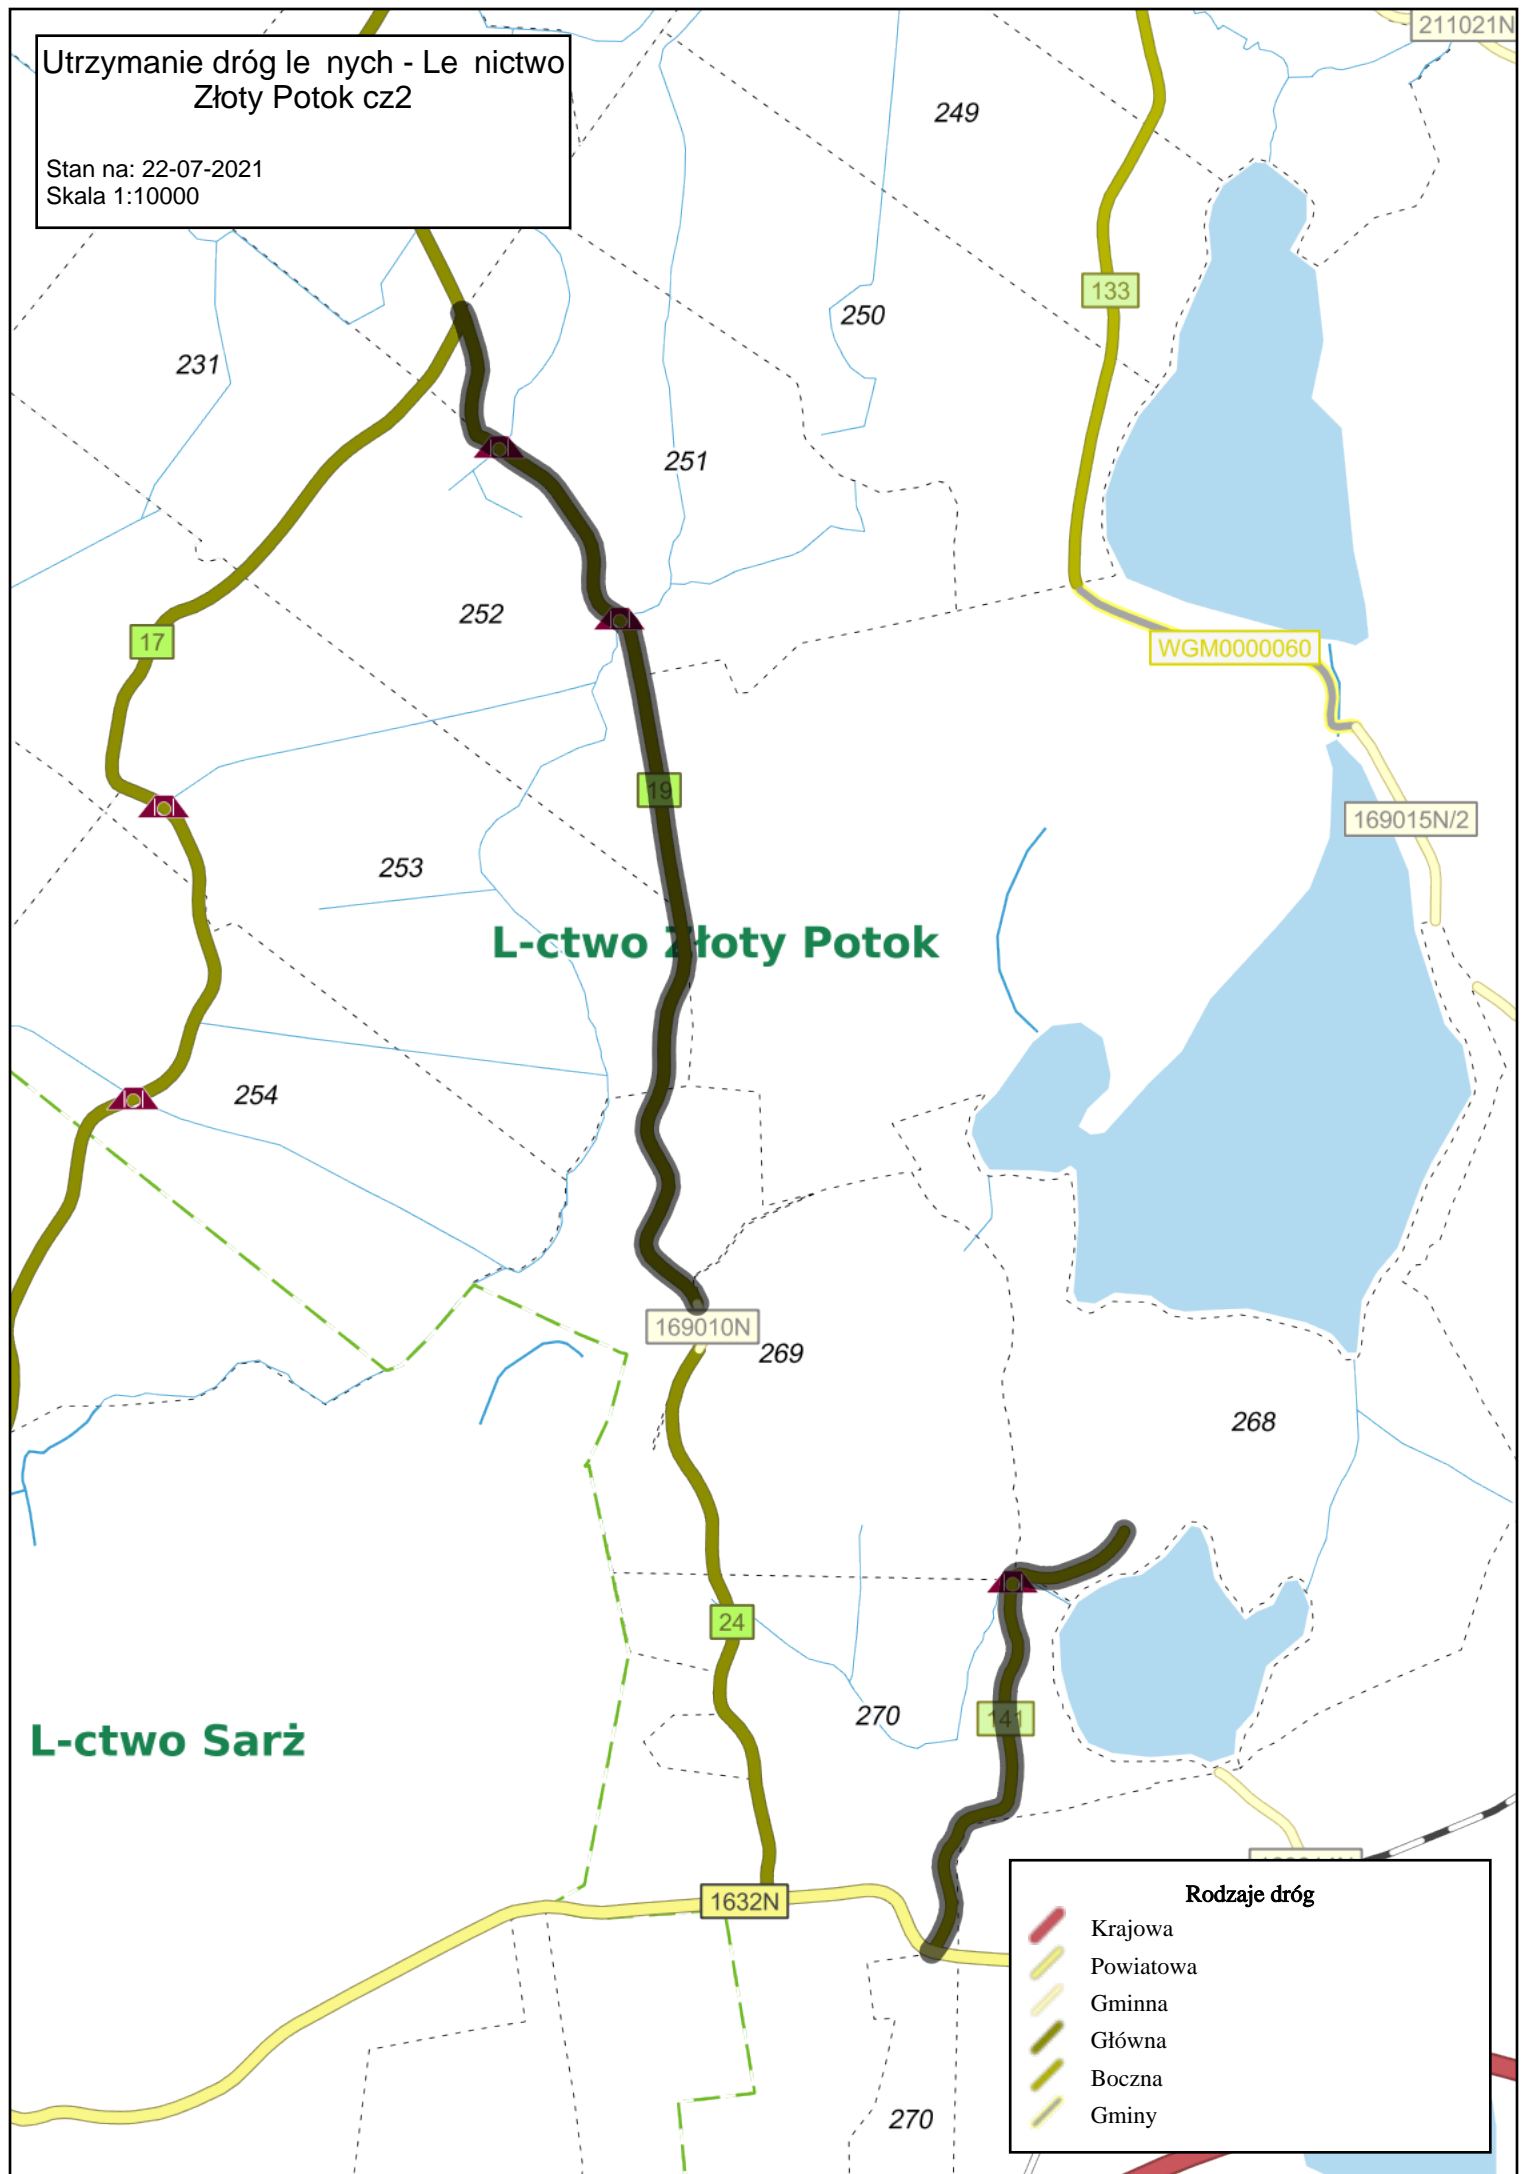 211021N
Utrzymanie dróg le nych - Le nictwo
Złoty Potok cz2
Stan na: 22-07-2021
Skala 1:10000
249
133
250
231
251
252
17
WGM0000060
19
169015N/2
253
L-ctwo Złoty Potok
254
169010N
269
268
24
270
141
L-ctwo Sarż
1632N
Rodzaje dróg
Krajowa
Powiatowa
Gminna
Główna
Boczna
Gminy
270